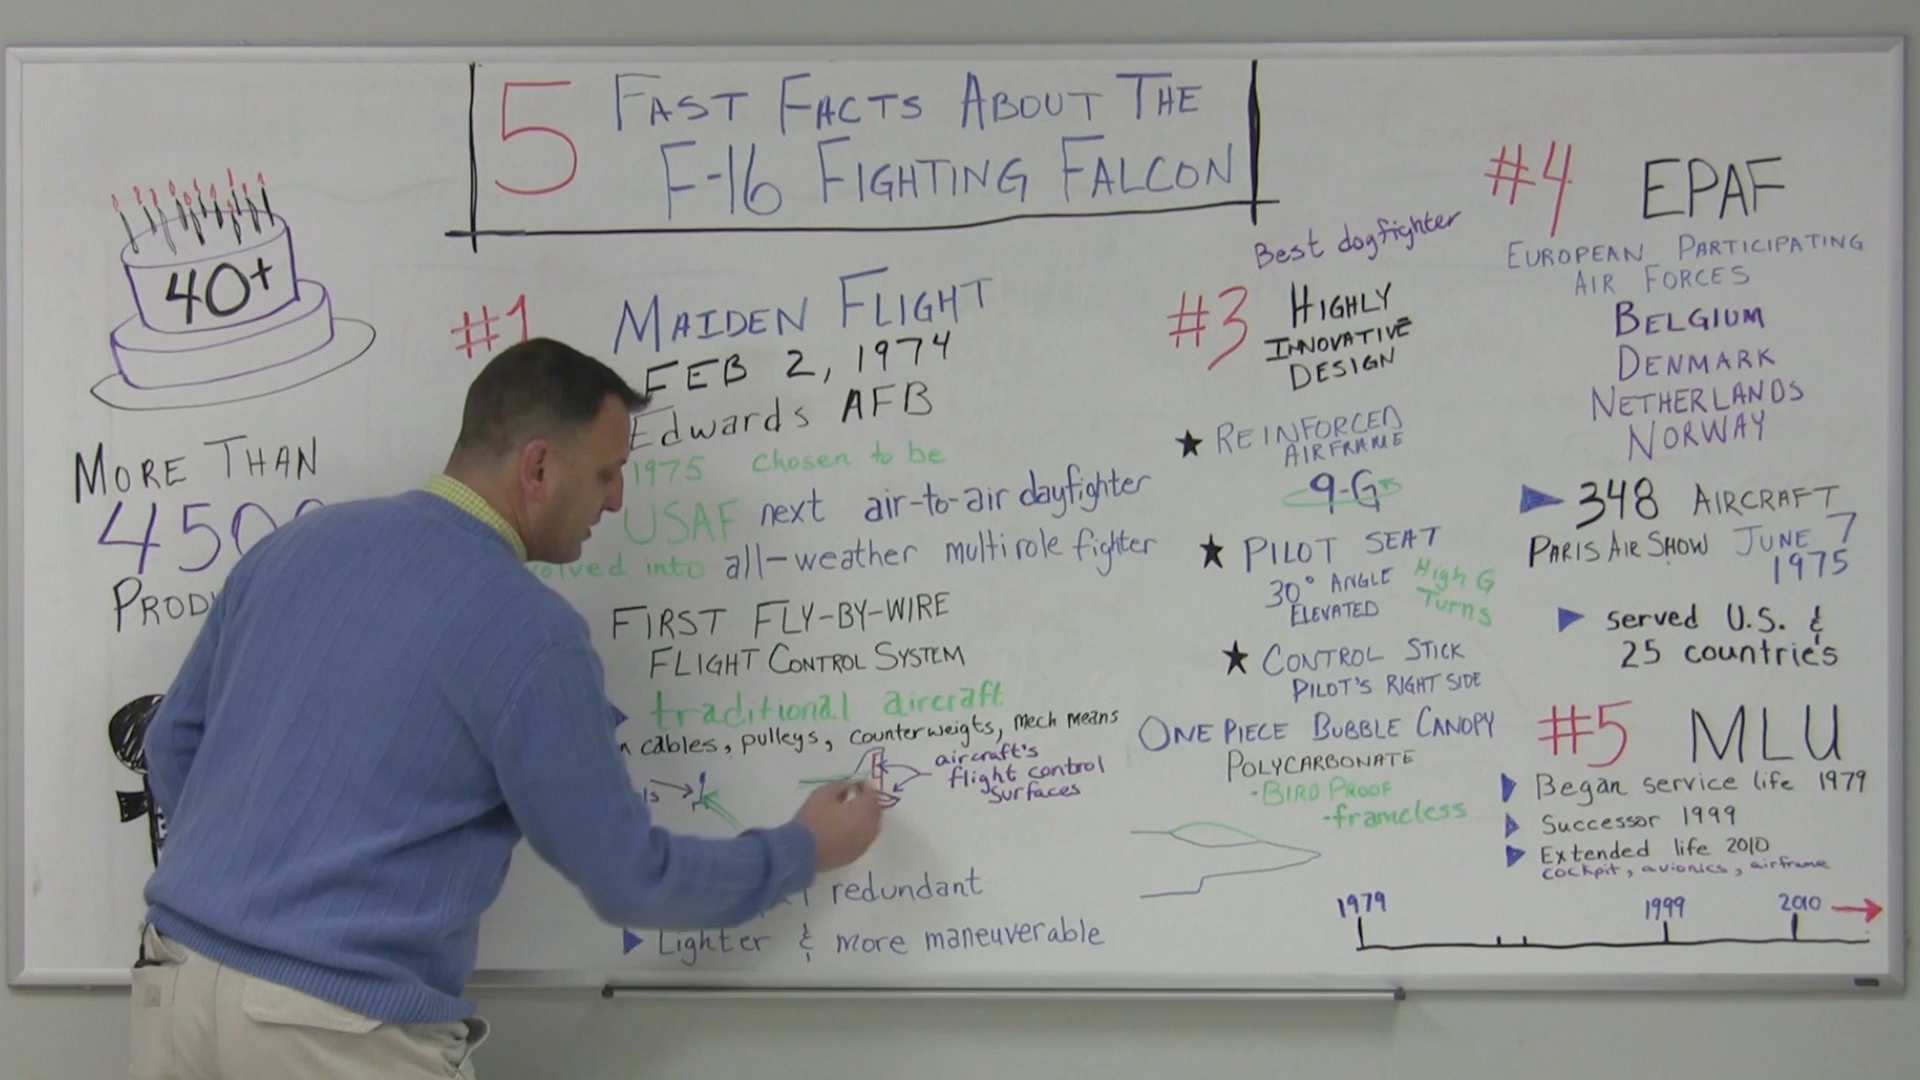 5 FAST FACTS ABOUT THE
F-16 FIGHTING FALCON
40+
MORE THAN
#1
MAIDEN FLIGHT
FEB 2, 1974
Edwards AFB
1975 chosen to be
USAF next air-to-air dayfighter
into all-weather multirole fighter
FIRST FLY-BY-WIRE
FLIGHT CONTROL SYSTEM
traditional aircraft
cables, pulleys, counterweigts, mech means
aircraft's
flight control
surfaces
redundant
Lighter & more maneuverable
Best dogfighter
#3 HIGHLY
INNOVATIVE
DESIGN
★ REINFORCED
AIRFRAME
9-Gs
★ PILOT SEAT
30° ANGLE
ELEVATED
High G
Turns
★ CONTROL STICK
PILOT'S RIGHT SIDE
ONE PIECE BUBBLE CANOPY
POLYCARBONATE
-BIRD PROOF
-frameless
#4 EPAF
EUROPEAN PARTICIPATING
AIR FORCES
BELGIUM
DENMARK
NETHERLANDS
NORWAY
348 AIRCRAFT
PARIS AIR SHOW JUNE 7
1975
served U.S. &
25 countries
#5 MLU
Began service life 1979
Successor 1999
Extended life 2010
cockpit, avionics, airframe
1979 1999 2010